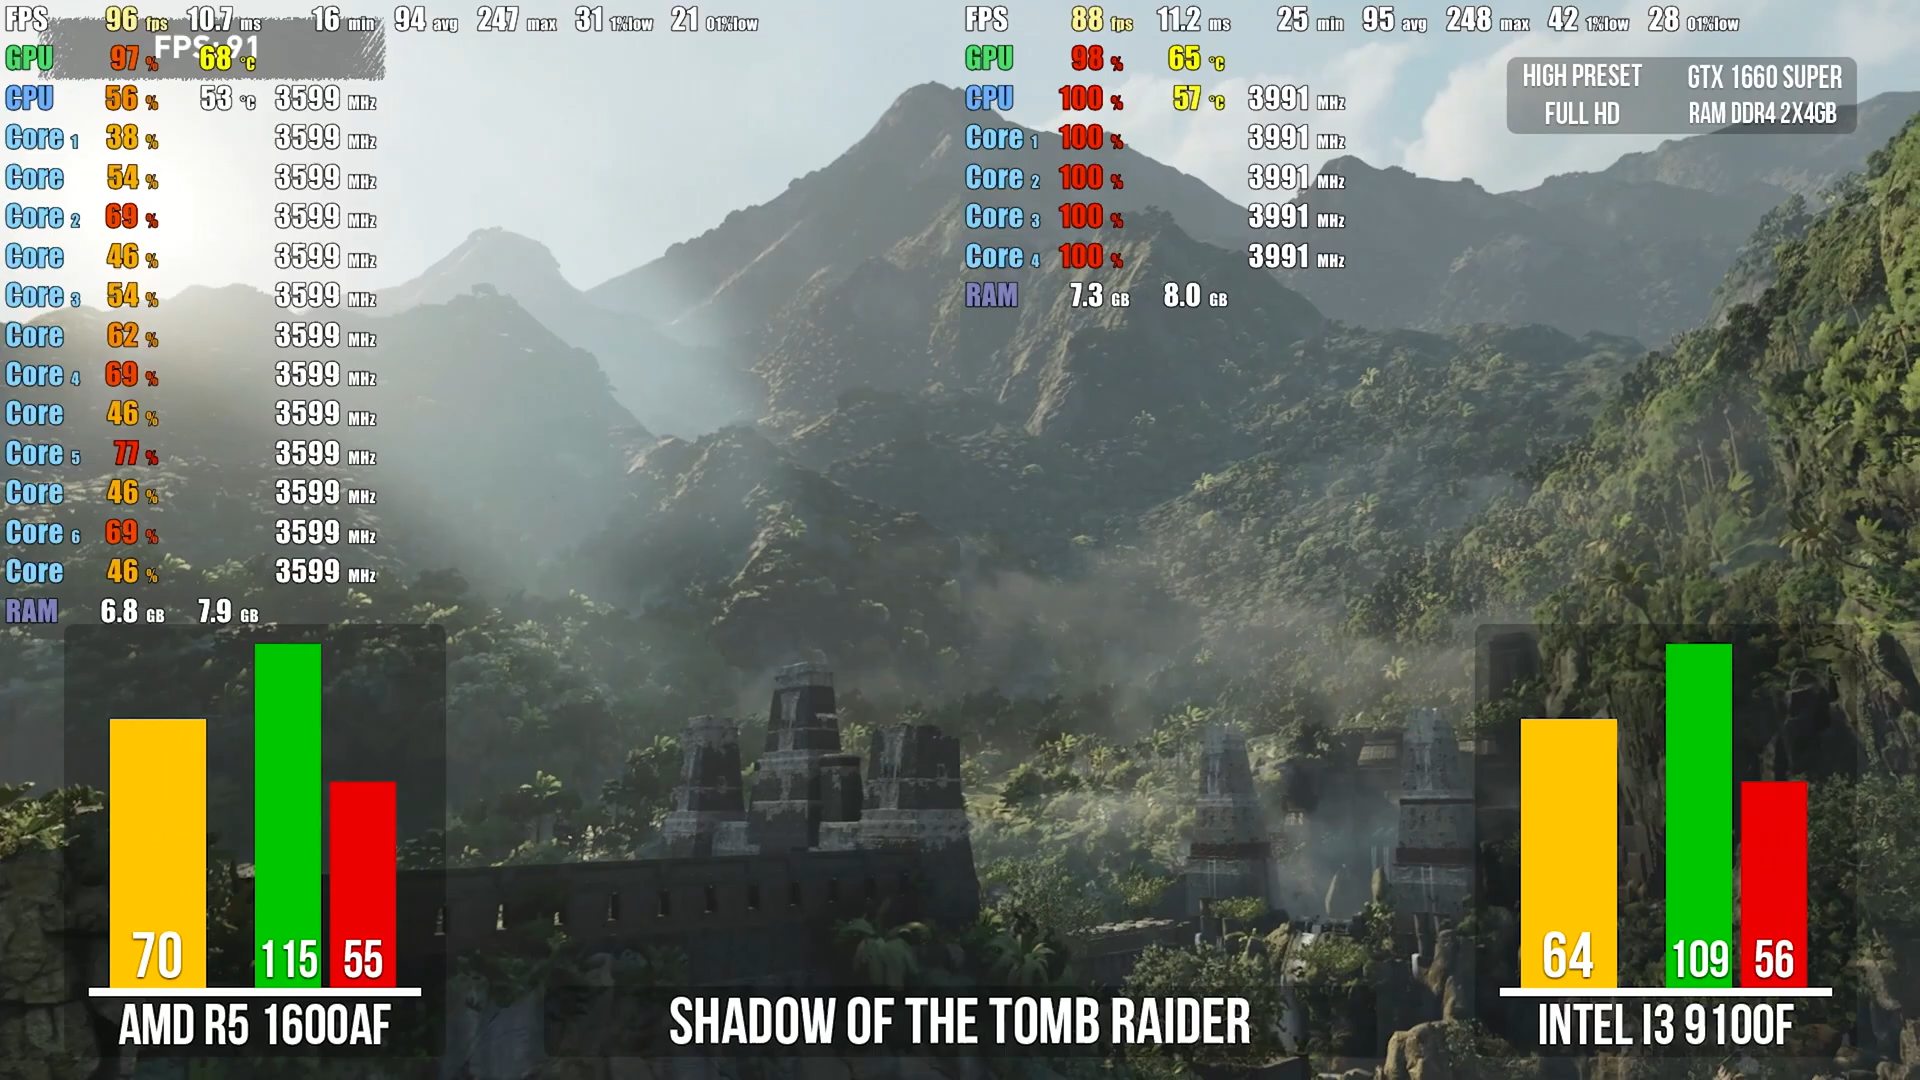 FPS 96 fps 10.7 ms 16 min 94 avg 247 max 31 1%low 21 01%low
FPS: 91
GPU 97 % 68 °C
CPU 56 % 53 °C 3599 MHz
Core 1 38 % 3599 MHz
Core 54 % 3599 MHz
Core 2 69 % 3599 MHz
Core 46 % 3599 MHz
Core 3 54 % 3599 MHz
Core 62 % 3599 MHz
Core 4 69 % 3599 MHz
Core 46 % 3599 MHz
Core 5 77 % 3599 MHz
Core 46 % 3599 MHz
Core 6 69 % 3599 MHz
Core 46 % 3599 MHz
RAM 6.8 GB 7.9 GB
FPS 88 fps 11.2 ms 25 min 95 avg 248 max 42 1%low 28 01%low
GPU 98 % 65 °C
CPU 100 % 57 °C 3991 MHz
Core 1 100 % 3991 MHz
Core 2 100 % 3991 MHz
Core 3 100 % 3991 MHz
Core 4 100 % 3991 MHz
RAM 7.3 GB 8.0 GB
HIGH PRESET GTX 1660 SUPER
FULL HD RAM DDR4 2X4GB
70 115 55
AMD R5 1600AF
SHADOW OF THE TOMB RAIDER
64 109 56
INTEL I3 9100F